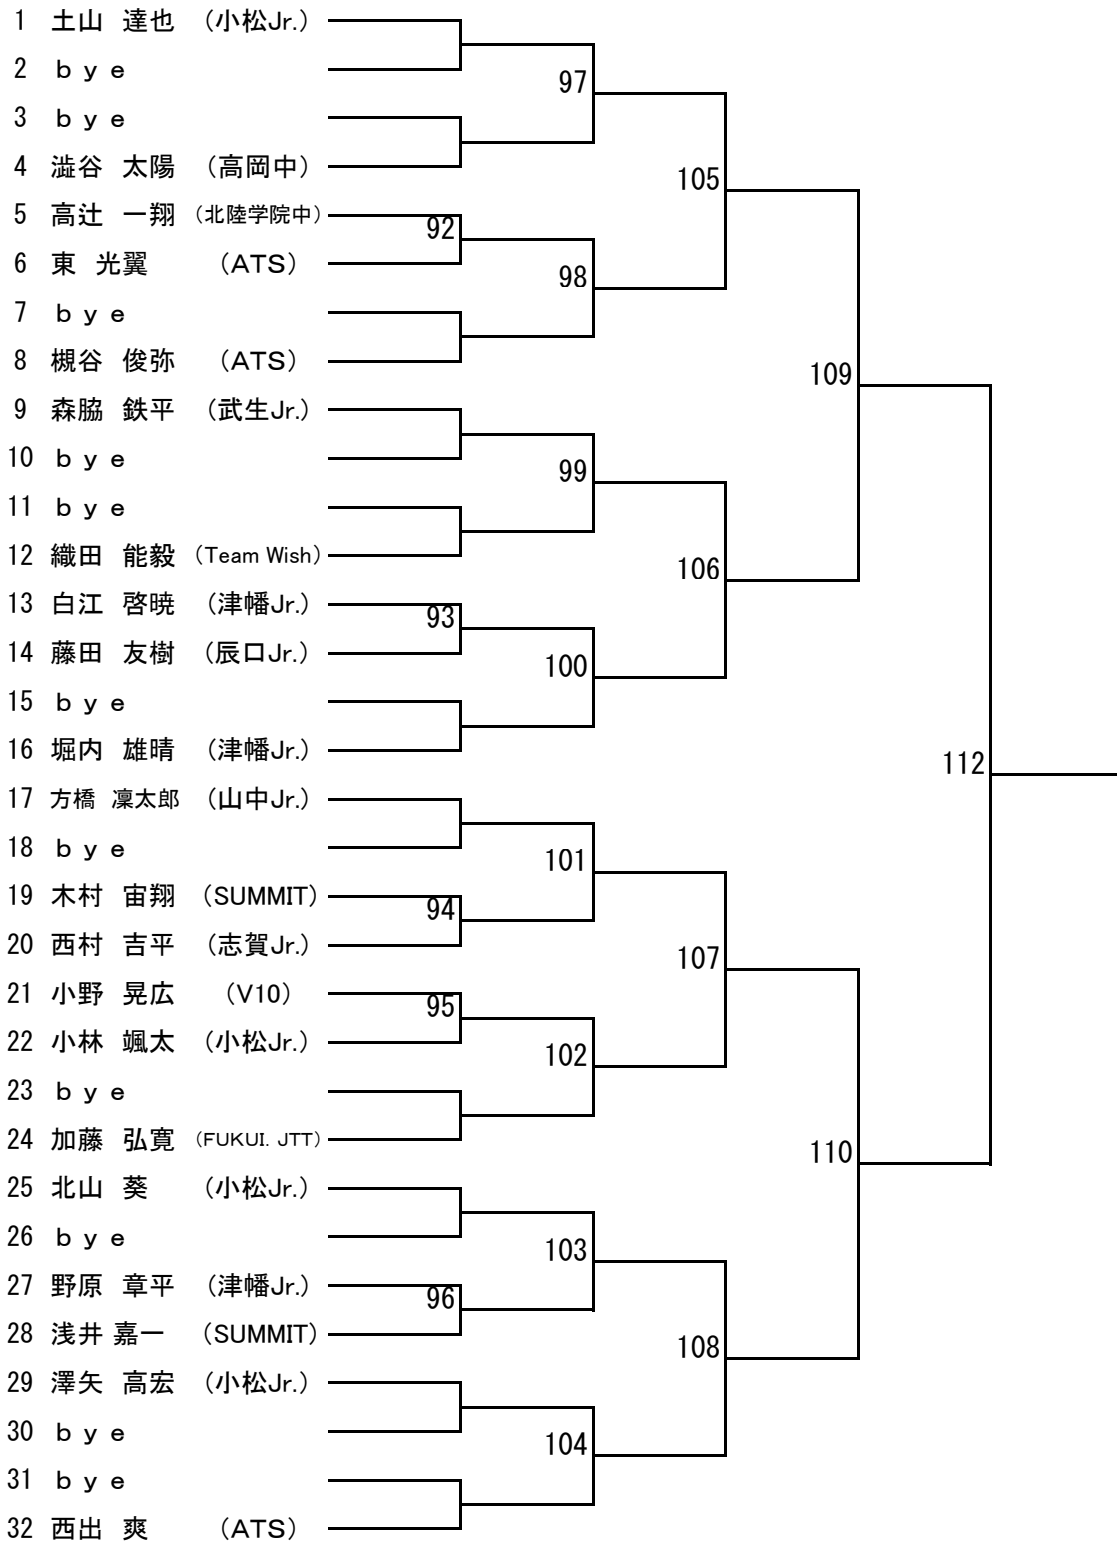 1 土山 達也 (小松Jr.)
2 ｂｙｅ
97
3 ｂｙｅ
4 澁谷 太陽 (高岡中)
105
5 高辻 一翔 (北陸学院中)
92
6 東 光翼 (ATS)
98
7 ｂｙｅ
8 槻谷 俊弥 (ATS)
109
9 森脇 鉄平 (武生Jr.)
10 ｂｙｅ
99
11 ｂｙｅ
12 織田 能毅 (Team Wish)
106
13 白江 啓暁 (津幡Jr.)
93
14 藤田 友樹 (辰口Jr.)
100
15 ｂｙｅ
16 堀内 雄晴 (津幡Jr.)
112
17 方橋 凜太郎 (山中Jr.)
18 ｂｙｅ
101
19 木村 宙翔 (SUMMIT)
94
20 西村 吉平 (志賀Jr.)
107
21 小野 晃広 (V10)
95
22 小林 颯太 (小松Jr.)
102
23 ｂｙｅ
24 加藤 弘寛 (FUKUI. JTT)
110
25 北山 葵 (小松Jr.)
26 ｂｙｅ
103
27 野原 章平 (津幡Jr.)
96
28 浅井 嘉一 (SUMMIT)
108
29 澤矢 高宏 (小松Jr.)
30 ｂｙｅ
104
31 ｂｙｅ
32 西出 爽 (ATS)